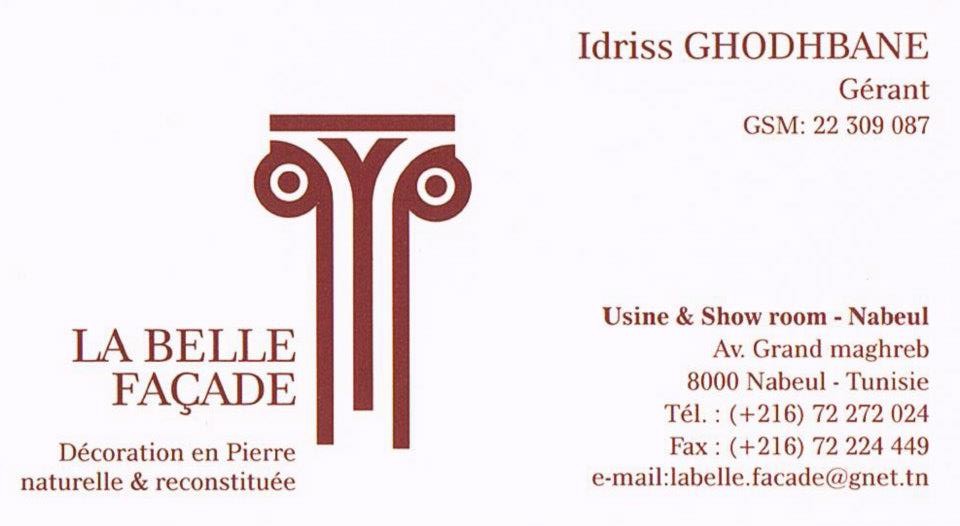 Idriss GHODHBANE
Gérant
GSM: 22 309 087
LA BELLE
FAÇADE
Décoration en Pierre
naturelle & reconstituée
Usine & Show room - Nabeul
Av. Grand maghreb
8000 Nabeul - Tunisie
Tél. : (+216) 72 272 024
Fax : (+216) 72 224 449
e-mail:labelle.facade@gnet.tn